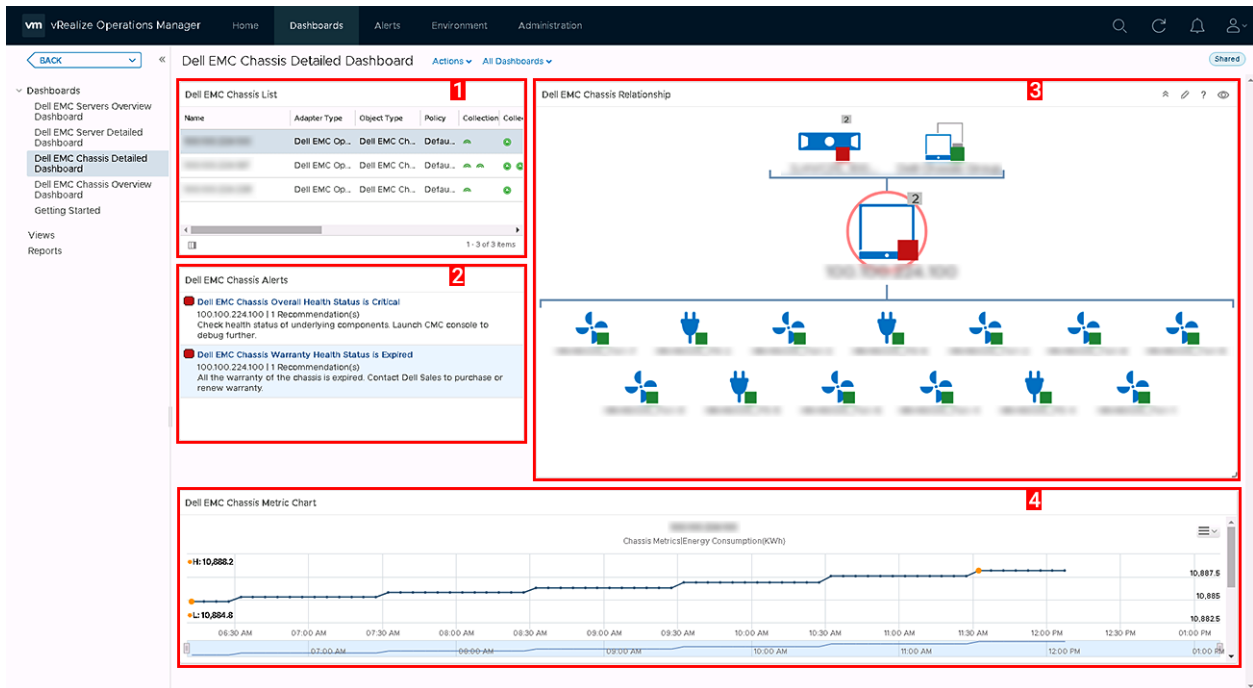 vm vRealize Operations Manager Home Dashboards Alerts Environment Administration
BACK
Dell EMC Chassis Detailed Dashboard Actions All Dashboards Shared
Dashboards
Dell EMC Servers Overview
Dashboard
Dell EMC Server Detailed
Dashboard
Dell EMC Chassis Detailed
Dashboard
Dell EMC Chassis Overview
Dashboard
Getting Started
Views
Reports
Dell EMC Chassis List 1
Name Adapter Type Object Type Policy Collection Colle
Dell EMC Op... Dell EMC Ch... Defau...
Dell EMC Op... Dell EMC Ch... Defau...
Dell EMC Op... Dell EMC Ch... Defau...
1 - 3 of 3 items
Dell EMC Chassis Alerts 2
Dell EMC Chassis Overall Health Status is Critical
100.100.224.100 | 1 Recommendation(s)
Check health status of underlying components. Launch CMC console to
debug further.
Dell EMC Chassis Warranty Health Status is Expired
100.100.224.100 | 1 Recommendation(s)
All the warranty of the chassis is expired. Contact Dell Sales to purchase or
renew warranty.
Dell EMC Chassis Relationship 3
2
2
Dell EMC Chassis Metric Chart 4
Chassis Metrics|Energy Consumption(KWh)
H: 10,888.2
10,887.5
10,885
L: 10,884.8
10,882.5
06:30 AM 07:00 AM 07:30 AM 08:00 AM 08:30 AM 09:00 AM 09:30 AM 10:00 AM 10:30 AM 11:00 AM 11:30 AM 12:00 PM 12:30 PM 01:00 PM
07:00 AM 08:00 AM 09:00 AM 10:00 AM 11:00 AM 12:00 PM 01:00 PM